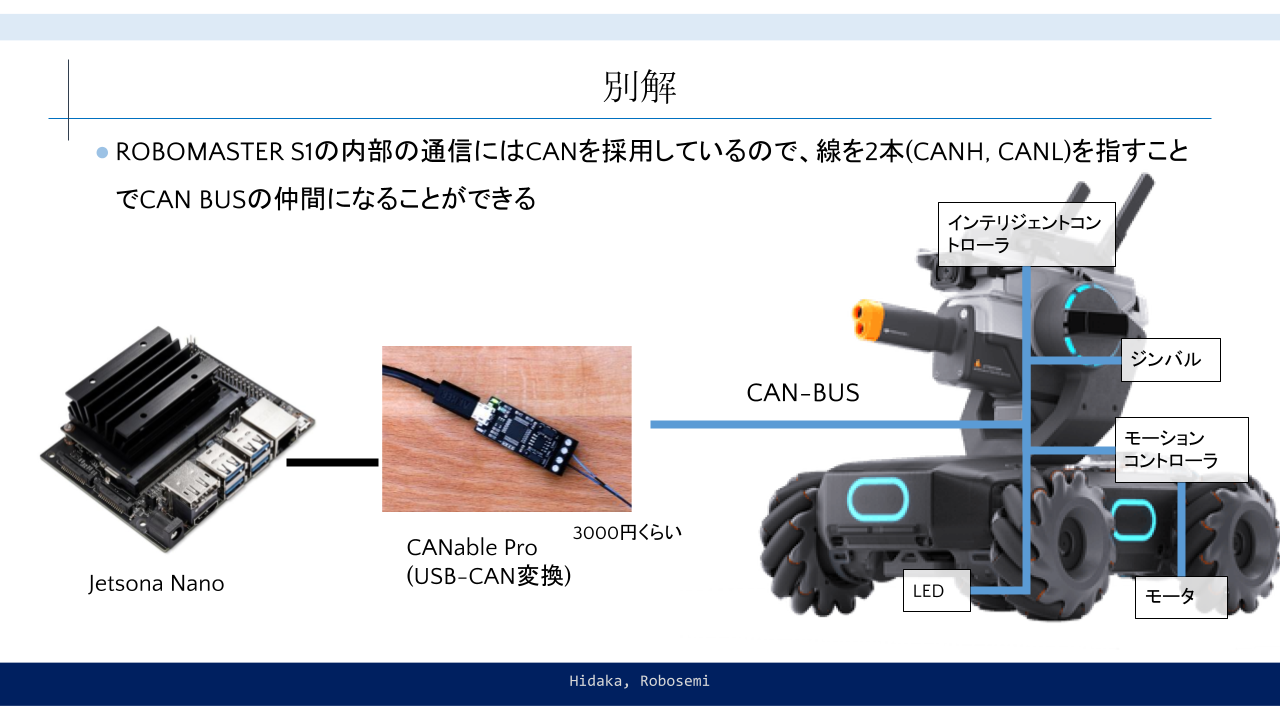 別解
ROBOMASTER S1の内部の通信にはCANを採用しているので、線を2本(CANH, CANL)を指すこと
でCAN BUSの仲間になることができる
インテリジェントコン
トローラ
ジンバル
CAN-BUS
モーション
コントローラ
3000円くらい
CANable Pro
(USB-CAN変換)
Jetsona Nano
LED
モータ
Hidaka, Robosemi